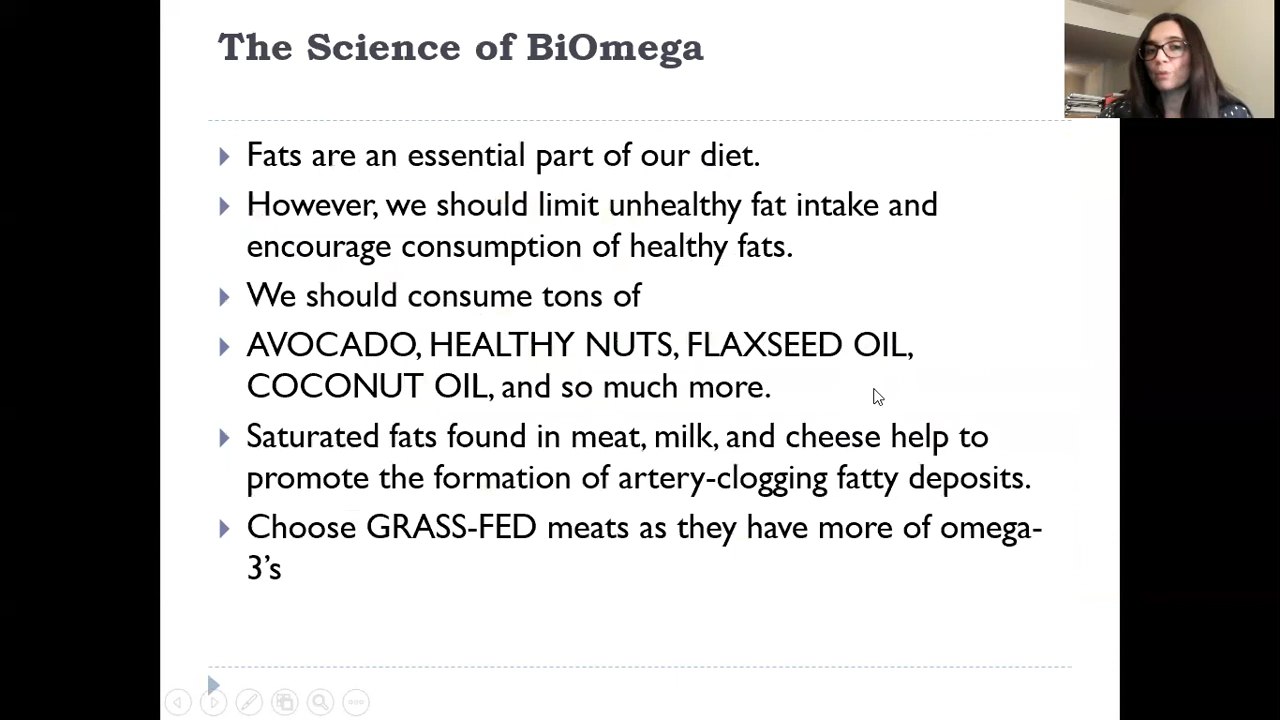 The Science of BiOmega
Fats are an essential part of our diet.
However, we should limit unhealthy fat intake and
encourage consumption of healthy fats.
We should consume tons of
AVOCADO, HEALTHY NUTS, FLAXSEED OIL,
COCONUT OIL, and so much more.
Saturated fats found in meat, milk, and cheese help to
promote the formation of artery-clogging fatty deposits.
Choose GRASS-FED meats as they have more of omega-
3’s